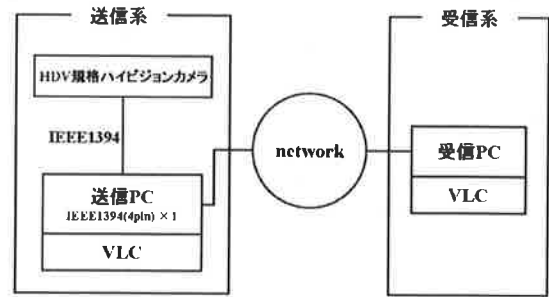 送信系
HDV規格ハイビジョンカメラ
IEEE1394
送信PC
IEEE1394(4pin) × 1
VLC
network
受信系
受信PC
VLC